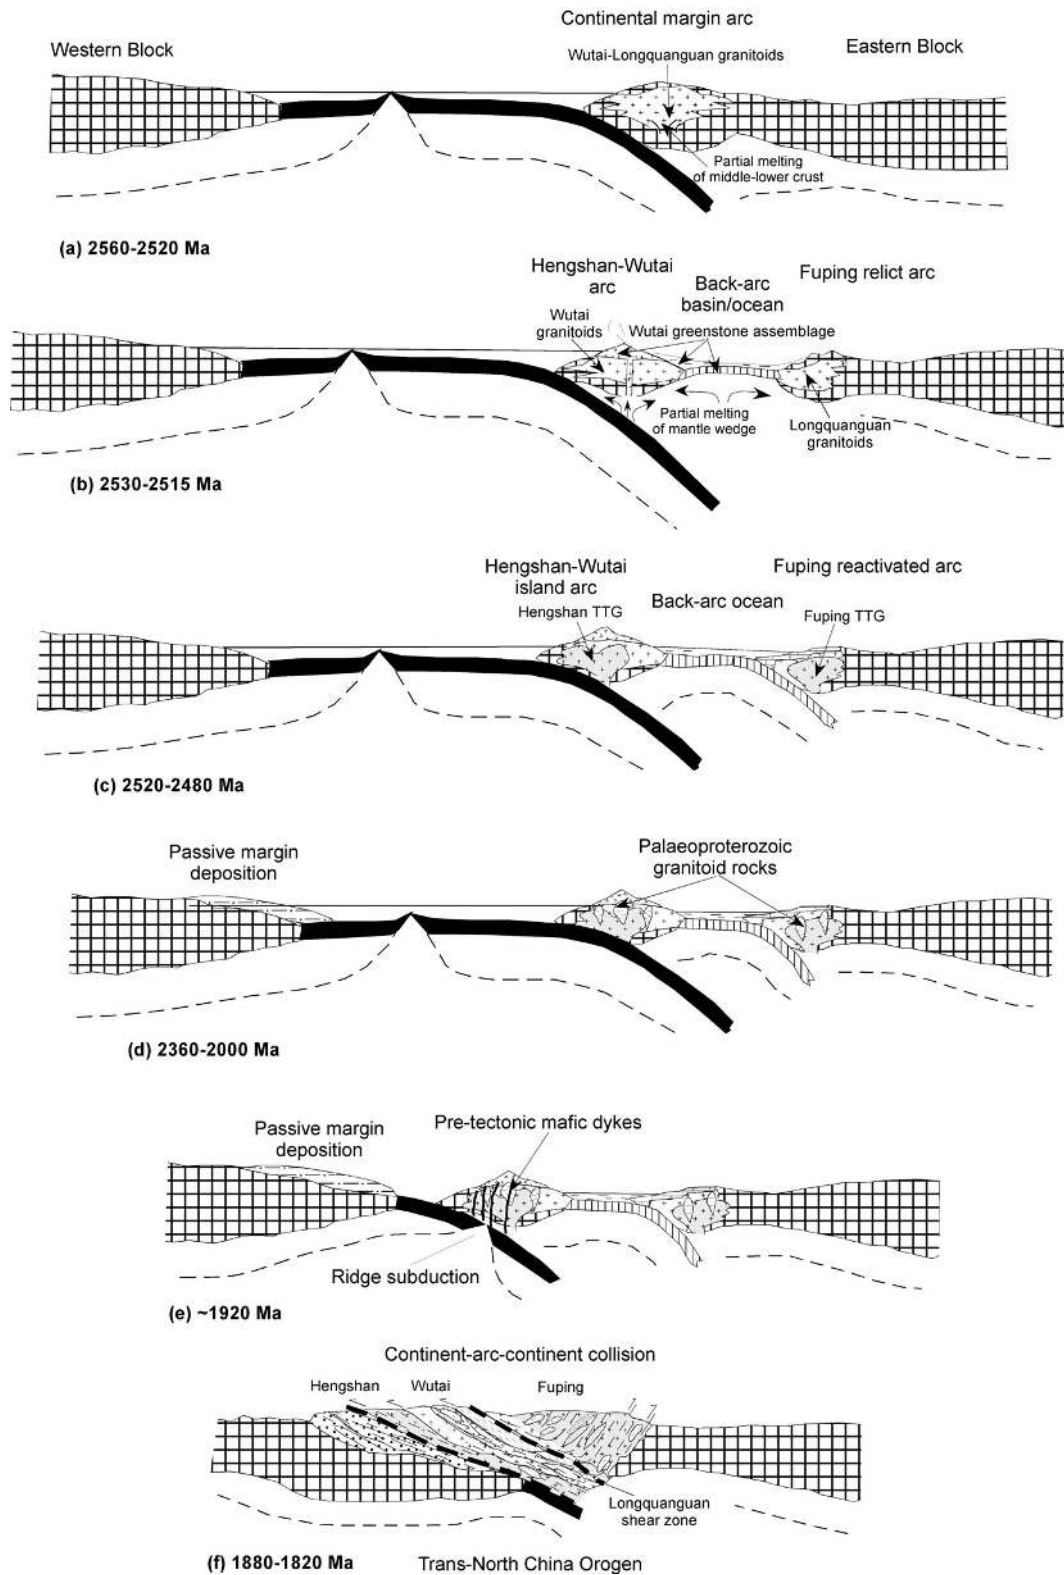 Continental margin arc
Western Block
Wutai-Longquanguan granitoids
Eastern Block
Partial melting
of middle-lower crust
(a) 2560-2520 Ma
Hengshan-Wutai
arc
Back-arc
basin/ocean
Fuping relict arc
Wutai
granitoids
Wutai greenstone assemblage
Partial melting
of mantle wedge
Longquanguan
granitoids
(b) 2530-2515 Ma
Hengshan-Wutai
island arc
Fuping reactivated arc
Hengshan TTG
Back-arc ocean
Fuping TTG
(c) 2520-2480 Ma
Passive margin
deposition
Palaeoproterozoic
granitoid rocks
(d) 2360-2000 Ma
Passive margin
deposition
Pre-tectonic mafic dykes
Ridge subduction
(e) ~1920 Ma
Continent-arc-continent collision
Hengshan
Wutai
Fuping
Longquanguan
shear zone
(f) 1880-1820 Ma
Trans-North China Orogen